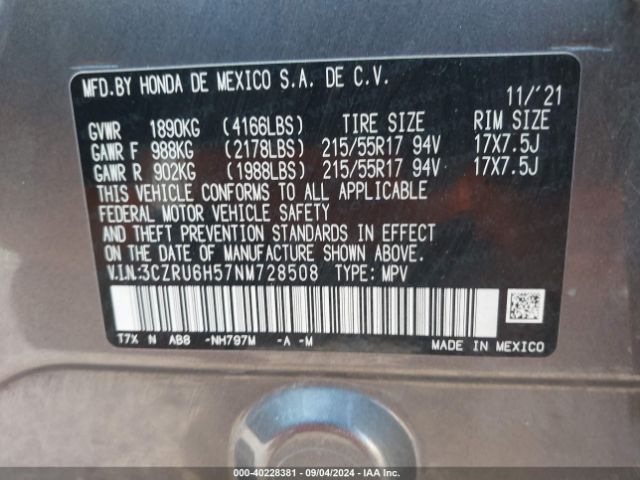 MFD.BY HONDA DE MEXICO S.A. DE C.V.
11/'21
GVWR 1890KG (4166LBS) TIRE SIZE RIM SIZE
GAWR F 988KG (2178LBS) 215/55R17 94V 17X7.5J
GAWR R 902KG (1988LBS) 215/55R17 94V 17X7.5J
THIS VEHICLE CONFORMS TO ALL APPLICABLE
FEDERAL MOTOR VEHICLE SAFETY
AND THEFT PREVENTION STANDARDS IN EFFECT
ON THE DATE OF MANUFACTURE SHOWN ABOVE.
V.I.N.:3CZRU6H57NM728508 TYPE: MPV
T7X N AB8 -NH797M -A -M MADE IN MEXICO
000-40228381 - 09/04/2024 - IAA Inc.